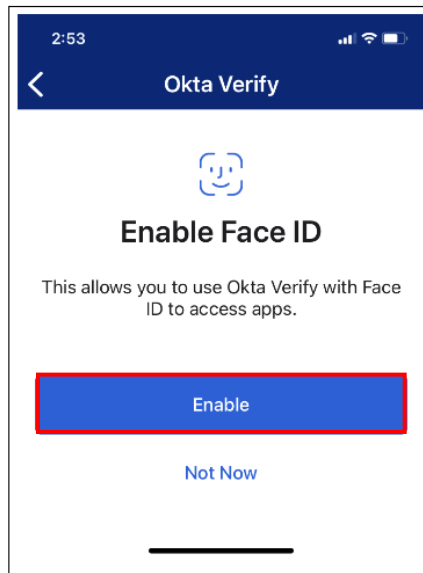 2:53
Okta Verify
Enable Face ID
This allows you to use Okta Verify with Face
ID to access apps.
Enable
Not Now